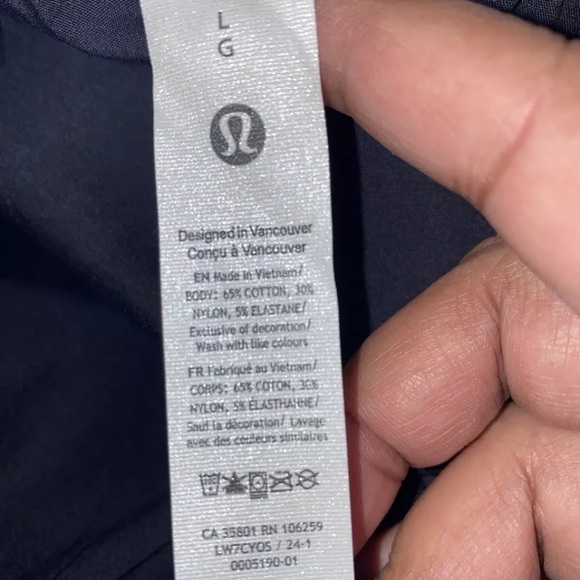 L
G
Designed in Vancouver
Conçu à Vancouver
EN Made in Vietnam/
BODY: 65% COTTON, 30%
NYLON, 5% ELASTANE/
Exclusive of decoration/
Wash with like colours
FR Fabriqué au Vietnam/
CORPS: 65% COTON, 30%
NYLON, 5% ÉLASTHANNE/
Sauf la décoration/ Lavage
avec des couleurs similaires
CA 35801 RN 106259
LW7CYOS / 24-1
0005190-01